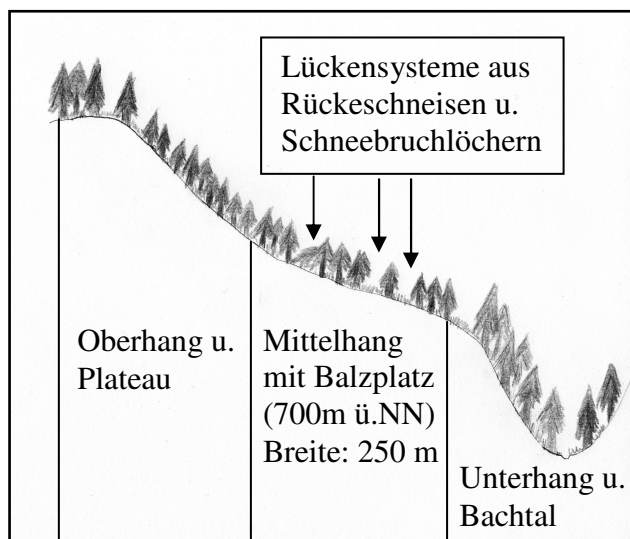 Lückensysteme aus
Rückeschneisen u.
Schneebruchlöchern
Oberhang u.
Plateau
Mittelhang
mit Balzplatz
(700m ü.NN)
Breite: 250 m
Unterhang u.
Bachtal